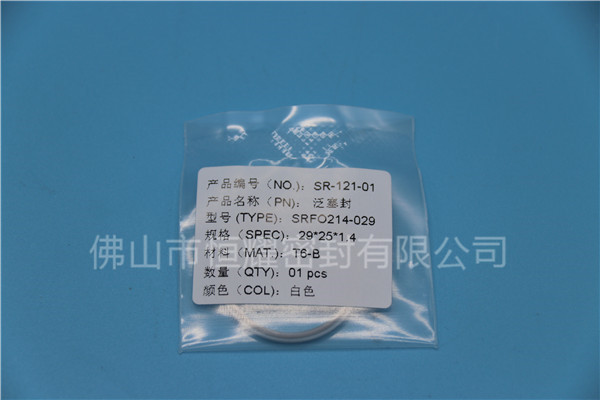 产品编号（NO.）：SR-121-01
产品名称（PN）：泛塞封
型号（TYPE）：SRFO214-029
规格（SPEC）：29*25*1.4
佛山市恒耀密封有限公司
材料（MAT.）：T6-B
数量（QTY）：01 pcs
颜色（COL）：白色